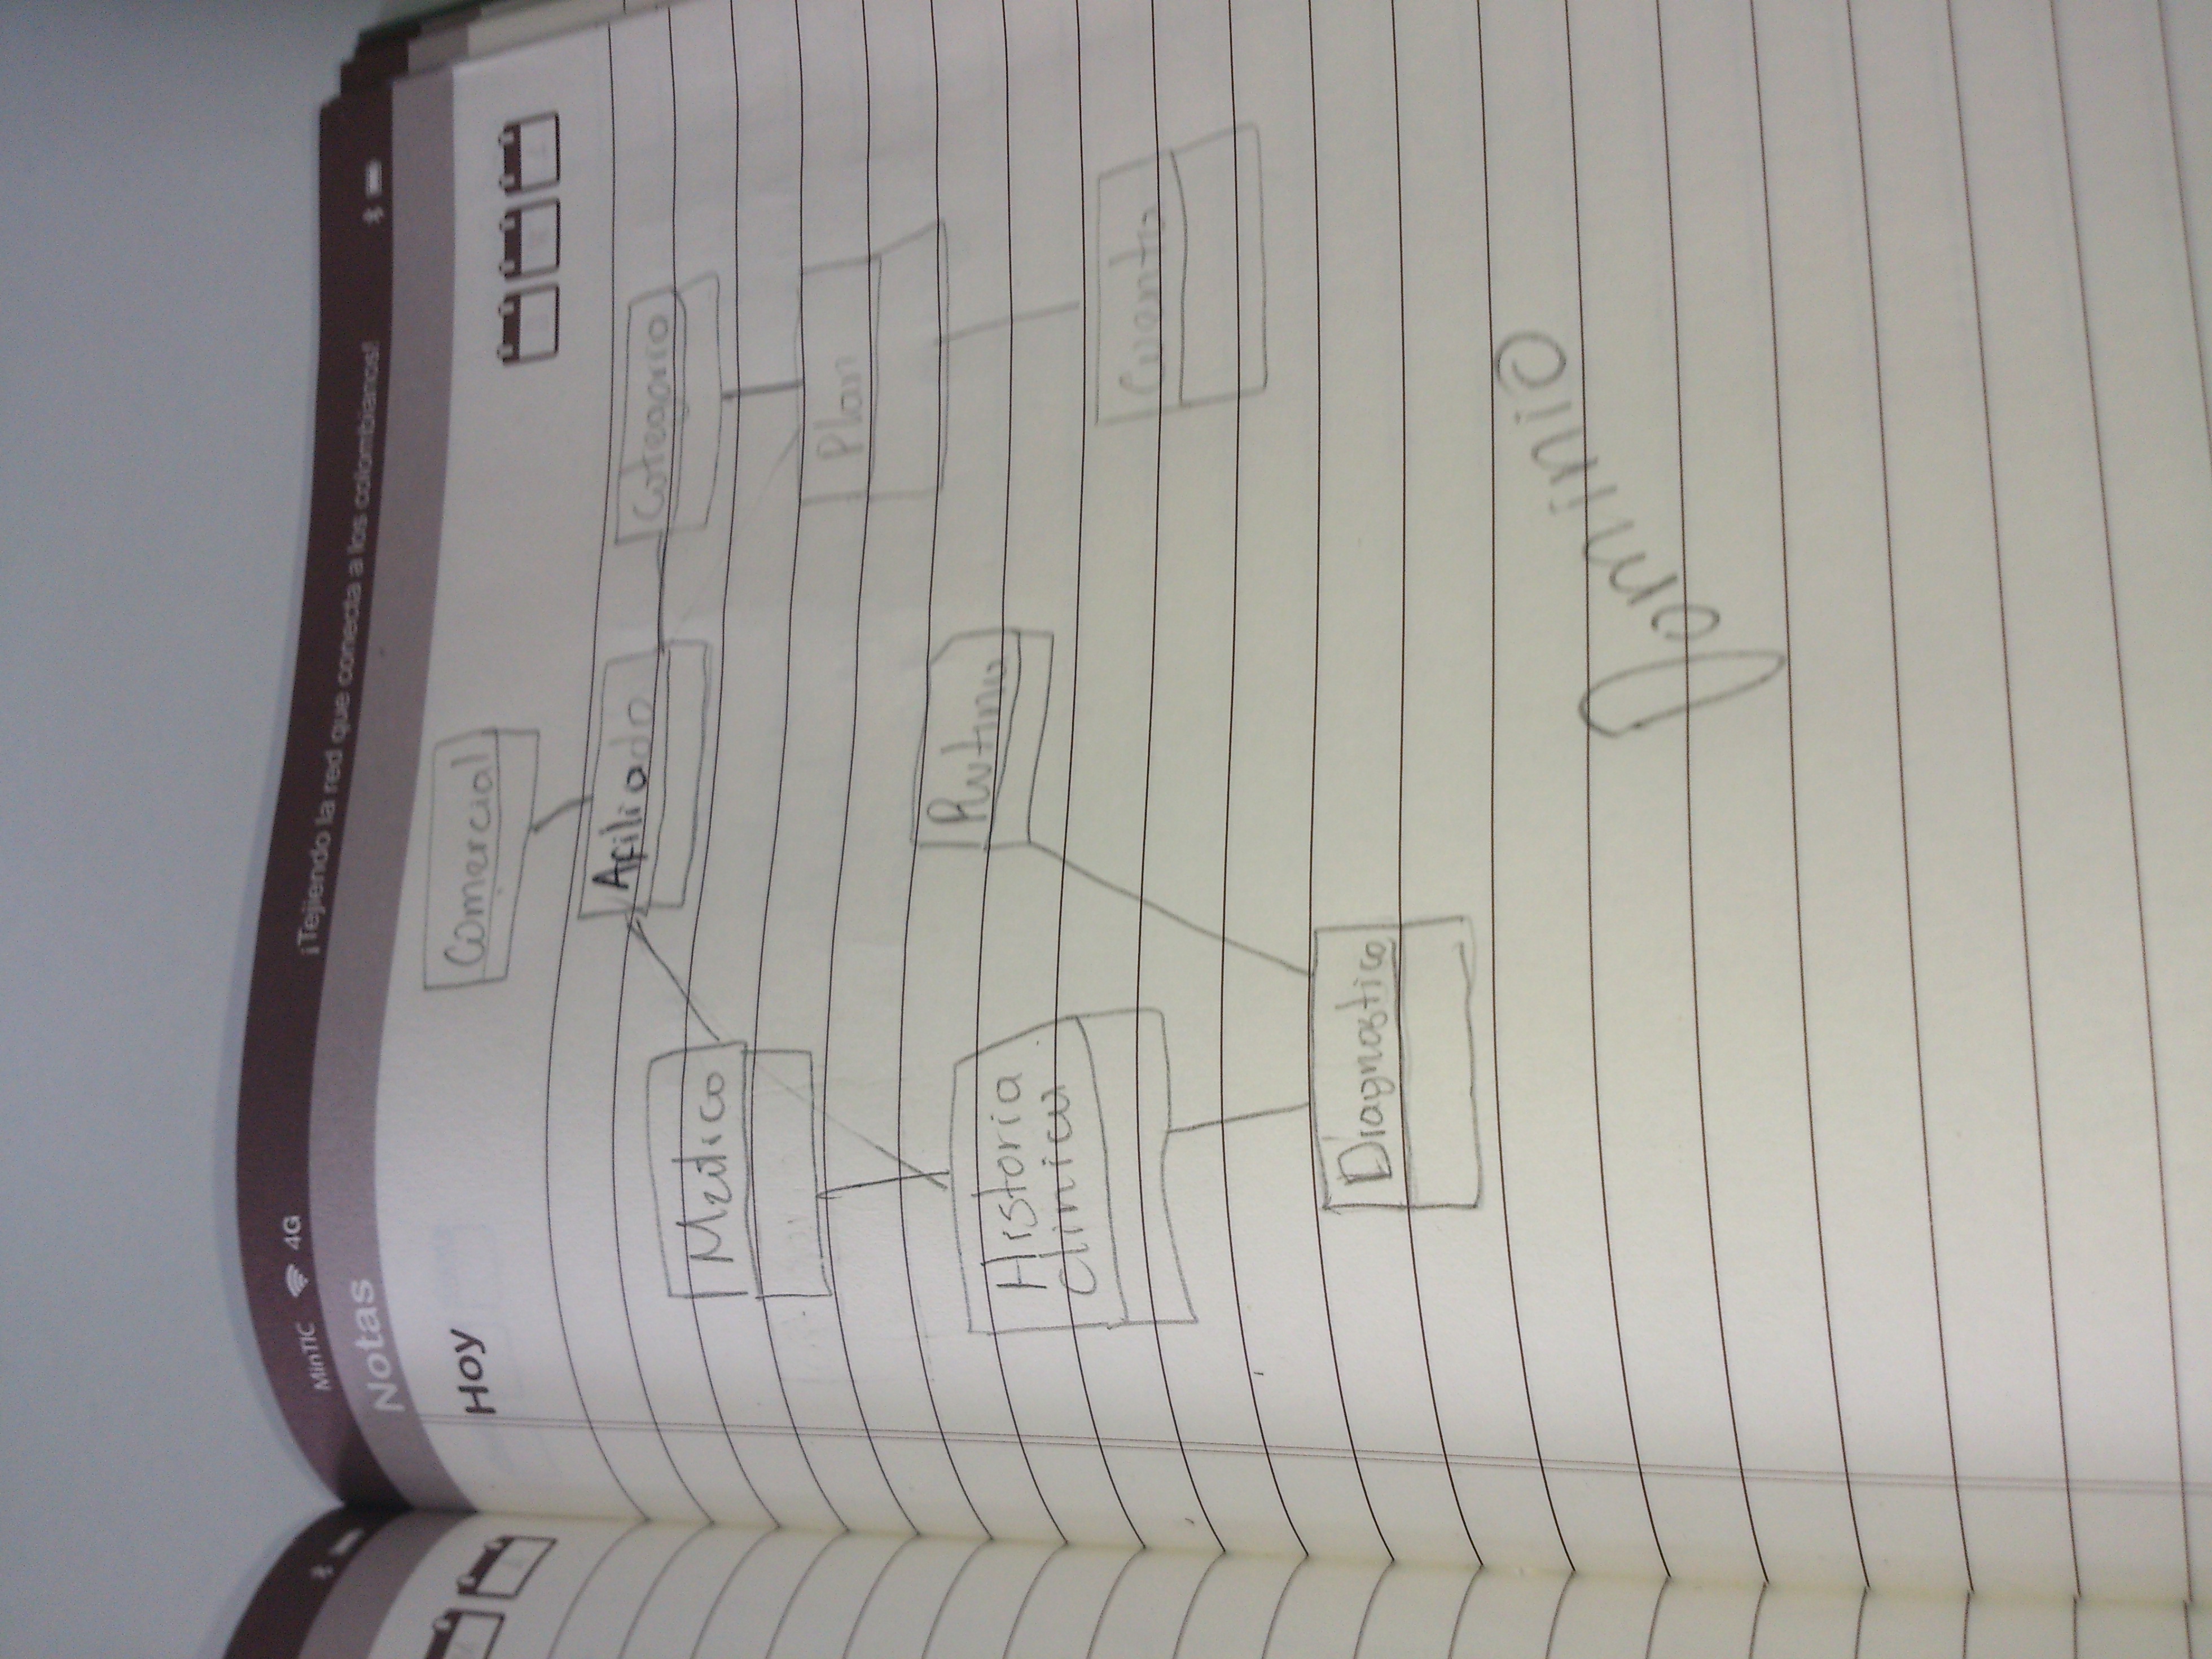 MinTIC 4G ¡Tejiendo la red que conecta a los colombianos!
Notas
Hoy
Comercial
Afiliado
Categoria
Plan
Rutina
Historia
clinica
Cuenta
Diagnostico
Dominio